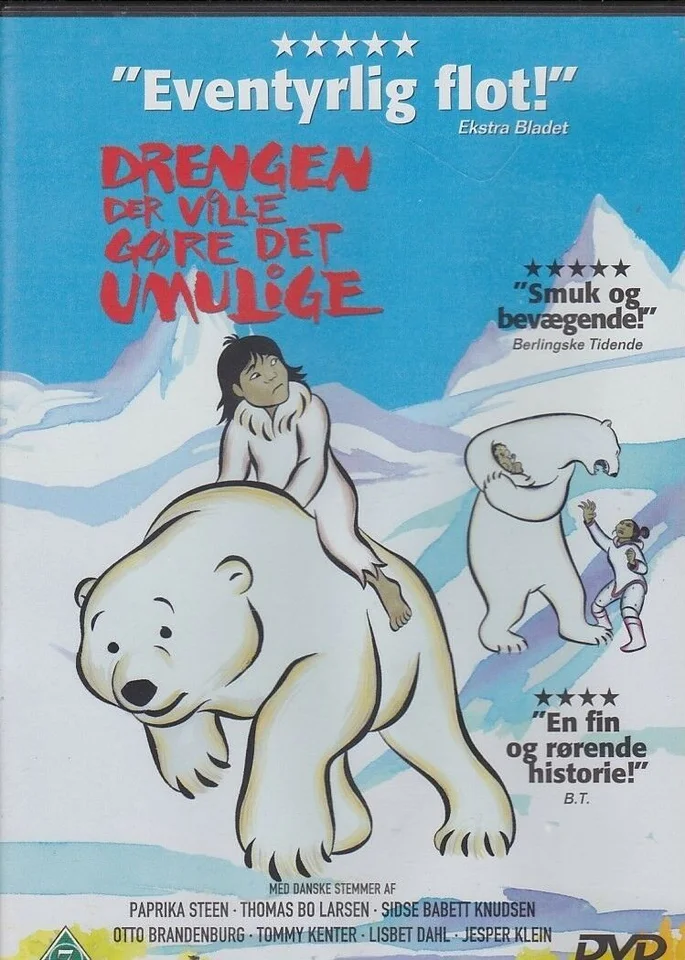 ★★★★★
"Eventyrlig flot!"
Ekstra Bladet
DRENGEN
DER VILLE
GØRE DET
UMULIGE
★★★★★
"Smuk og
bevægende!"
Berlingske Tidende
★★★★
"En fin
og rørende
historie!"
B.T.
MED DANSKE STEMMER AF
PAPRIKA STEEN · THOMAS BO LARSEN · SIDSE BABETT KNUDSEN
OTTO BRANDENBURG · TOMMY KENTER · LISBET DAHL · JESPER KLEIN
7
DVD